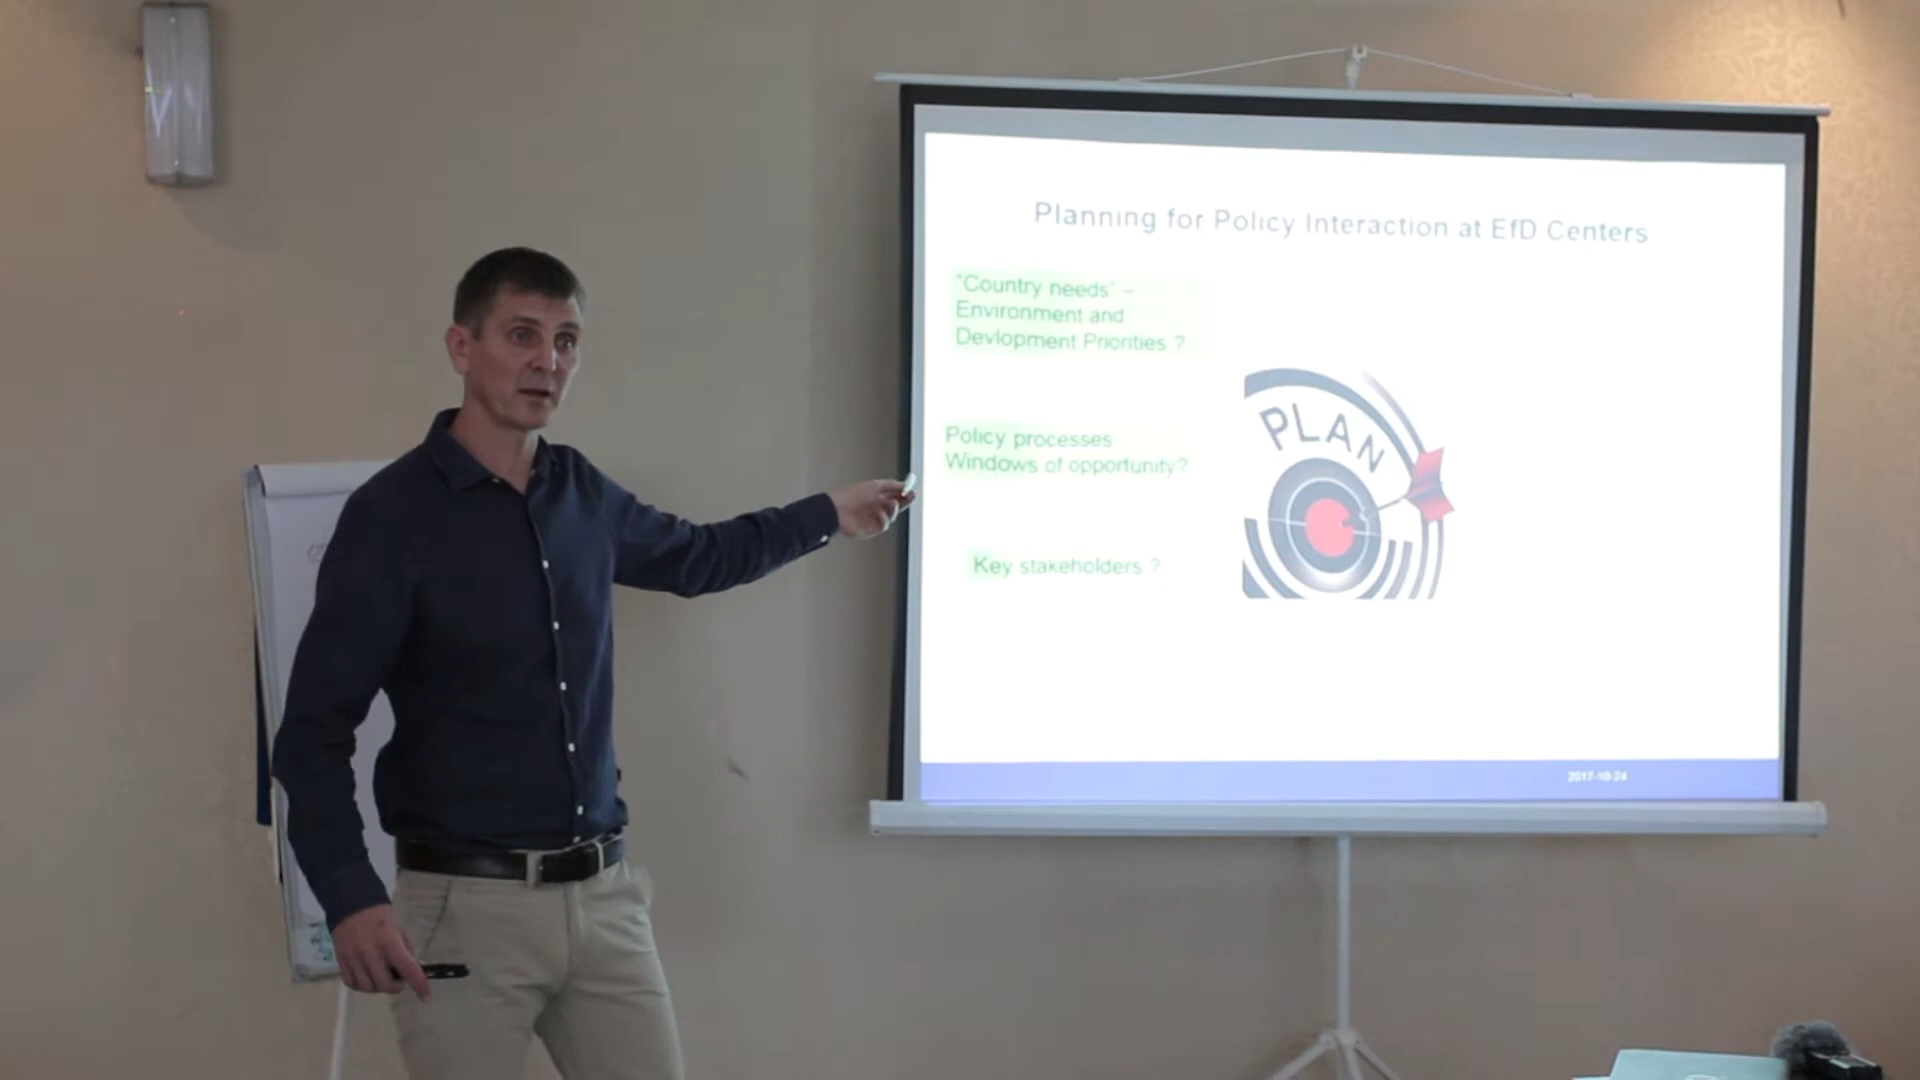 Planning for Policy Interaction at EfD Centers
"Country needs" –
Environment and
Devlopment Priorities ?
Policy processes
Windows of opportunity?
Key stakeholders ?
PLAN
2017-10-24